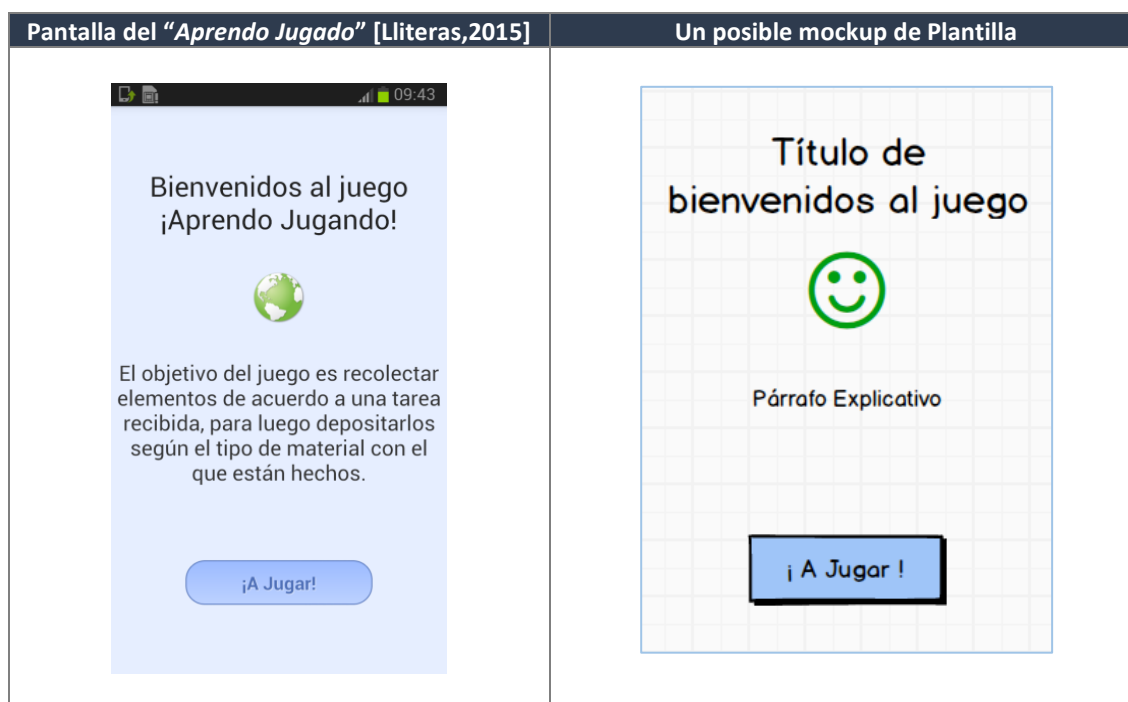 Pantalla del “Aprendo Jugado” [Lliteras,2015]
Un posible mockup de Plantilla
09:43
Bienvenidos al juego
¡Aprendo Jugando!
El objetivo del juego es recolectar
elementos de acuerdo a una tarea
recibida, para luego depositarlos
según el tipo de material con el
que están hechos.
¡A Jugar!
Título de
bienvenidos al juego
Párrafo Explicativo
¡ A Jugar !